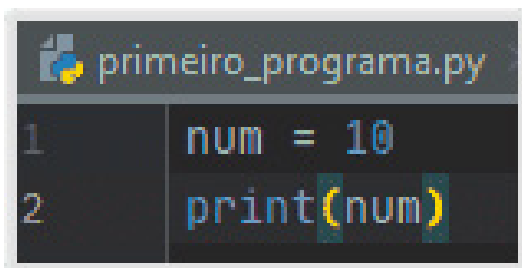 primeiro_programa.py
1 num = 10
2 print(num)